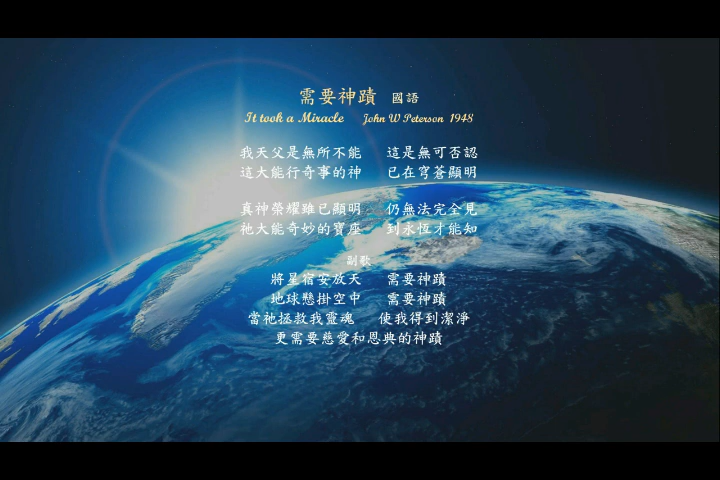 需要神蹟 國語
It took a Miracle John W Peterson 1948
我天父是無所不能 這是無可否認
這大能行奇事的神 已在穹蒼顯明
真神榮耀雖已顯明 仍無法完全見
祂大能奇妙的寶座 到永恆才能知
副歌
將星宿安放天 需要神蹟
地球懸掛空中 需要神蹟
當祂拯救我靈魂 使我得到潔淨
更需要慈愛和恩典的神蹟